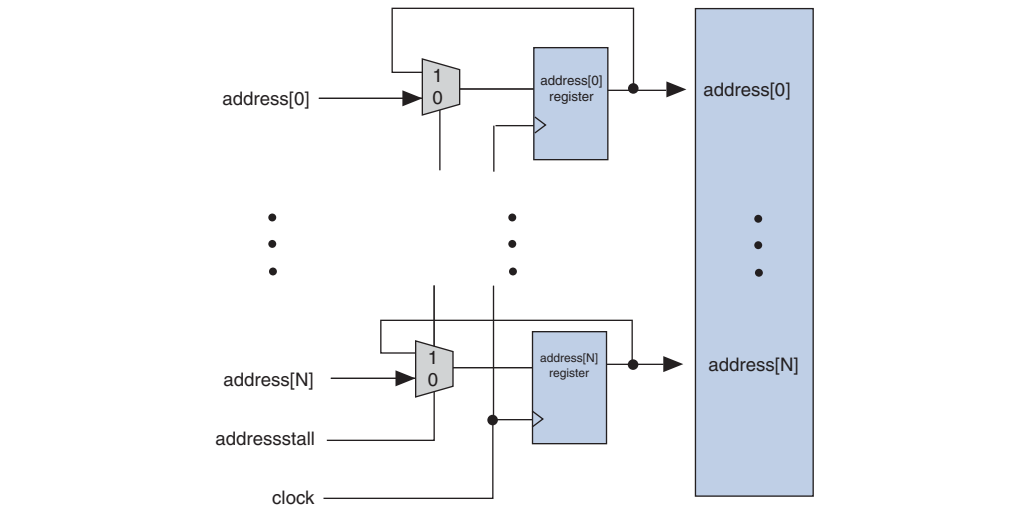 address[0]
1
0
address[0]
register
address[0]
address[N]
1
0
address[N]
register
address[N]
addressstall
clock